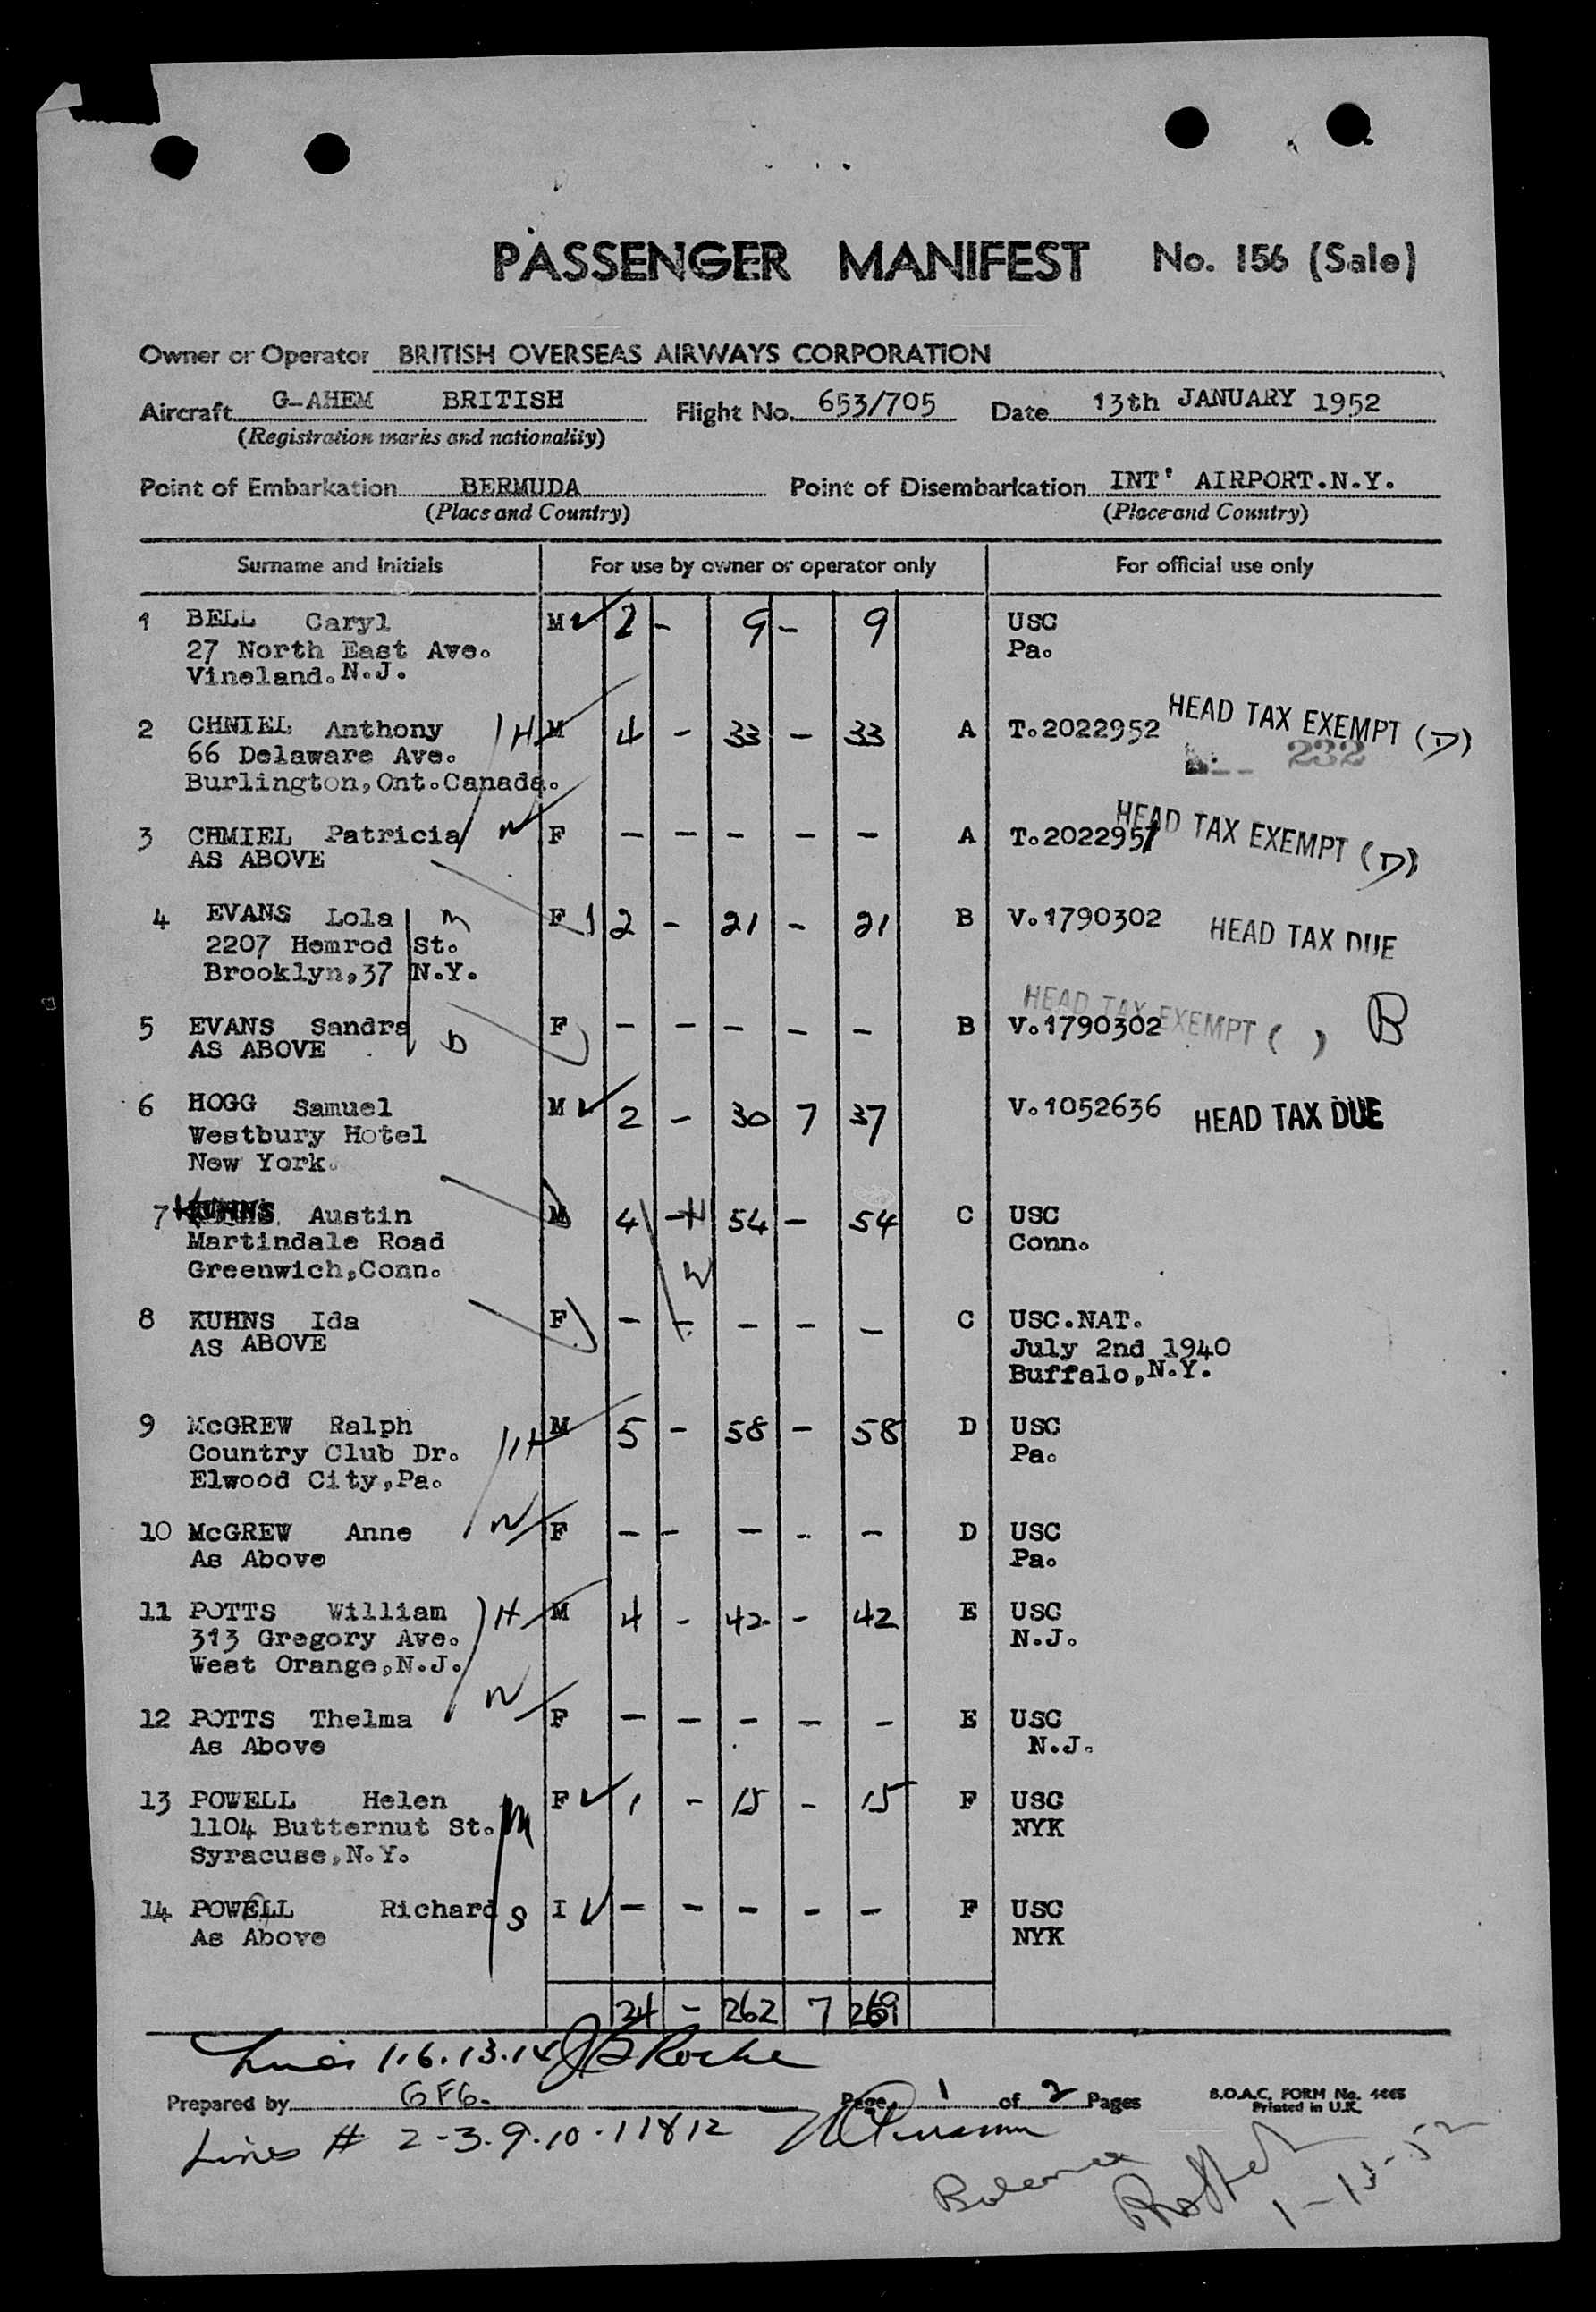 PASSENGER MANIFEST No. 156 (Sale)
Owner or Operator BRITISH OVERSEAS AIRWAYS CORPORATION
Aircraft G-AHEM BRITISH Flight No. 653/705 Date 13th JANUARY 1952
(Registration marks and nationality)
Point of Embarkation BERMUDA Point of Disembarkation INT' AIRPORT.N.Y.
(Place and Country) (Place and Country)
Surname and Initials For use by owner or operator only For official use only
1 BELL Caryl M 2 - 9 - 9 USC
27 North East Ave. Pa.
Vineland. N.J.
2 CHNIEL Anthony H M 4 - 33 - 33 A T.2022952 HEAD TAX EXEMPT (D)
66 Delaware Ave. 232
Burlington, Ont. Canada.
3 CHMIEL Patricia W F - - - - - A T.2022951 HEAD TAX EXEMPT (D)
AS ABOVE
4 EVANS Lola M F 2 - 21 - 21 B V.1790302 HEAD TAX DUE
2207 Hemrod St.
Brooklyn, 37 N.Y.
5 EVANS Sandra D F - - - - - B V.1790302 HEAD TAX EXEMPT ( ) B
AS ABOVE
6 HOGG Samuel M 2 - 30 7 37 V.1052636 HEAD TAX DUE
Westbury Hotel
New York.
7 KUHNS Austin M 4 - H 54 - 54 C USC
Martindale Road Conn.
Greenwich, Conn. W
8 KUHNS Ida F - - - - - C USC.NAT.
AS ABOVE July 2nd 1940
Buffalo, N.Y.
9 McGREW Ralph H M 5 - 58 - 58 D USC
Country Club Dr. Pa.
Elwood City, Pa.
10 McGREW Anne W F - - - - - D USC
As Above Pa.
11 POTTS William H M 4 - 42 - 42 E USC
313 Gregory Ave. N.J.
West Orange, N.J.
12 POTTS Thelma W F - - - - - E USC
As Above N.J.
13 POWELL Helen F 1 - 15 - 15 F USC
1104 Butternut St. M NYK
Syracuse, N.Y.
14 POWELL Richard S I - - - - - F USC
As Above NYK
24 - 262 7 269
Lines 1.6.13.14 Roche
Prepared by GFG. Page 1 of 2 Pages B.O.A.C. FORM No.
Printed in U.K.
Lines # 2-3.9.10.11&12
Balance 1-13-52